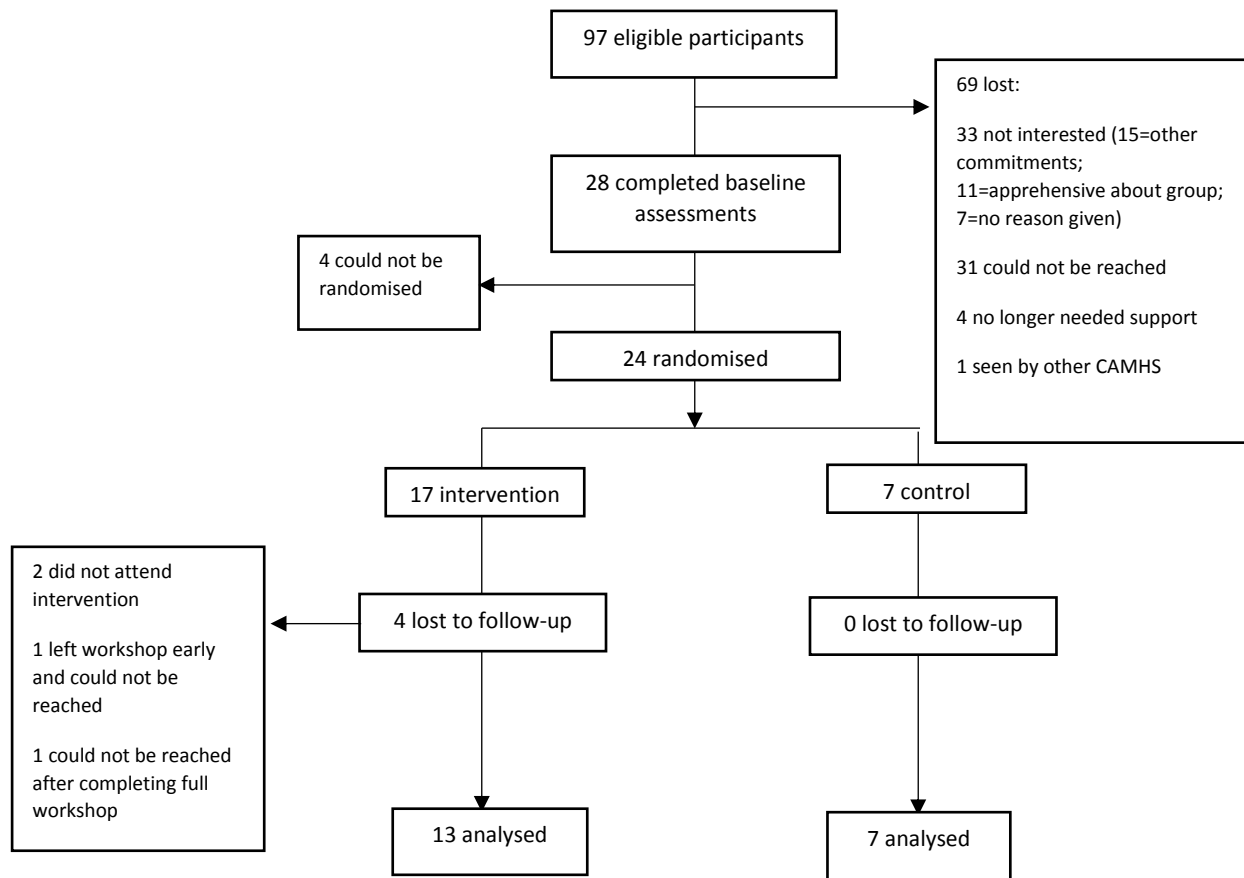 97 eligible participants
69 lost:
33 not interested (15=other
commitments;
11=apprehensive about group;
7=no reason given)
31 could not be reached
4 no longer needed support
1 seen by other CAMHS
28 completed baseline
assessments
4 could not be
randomised
24 randomised
17 intervention
7 control
2 did not attend
intervention
1 left workshop early
and could not be
reached
1 could not be reached
after completing full
workshop
4 lost to follow-up
0 lost to follow-up
13 analysed
7 analysed